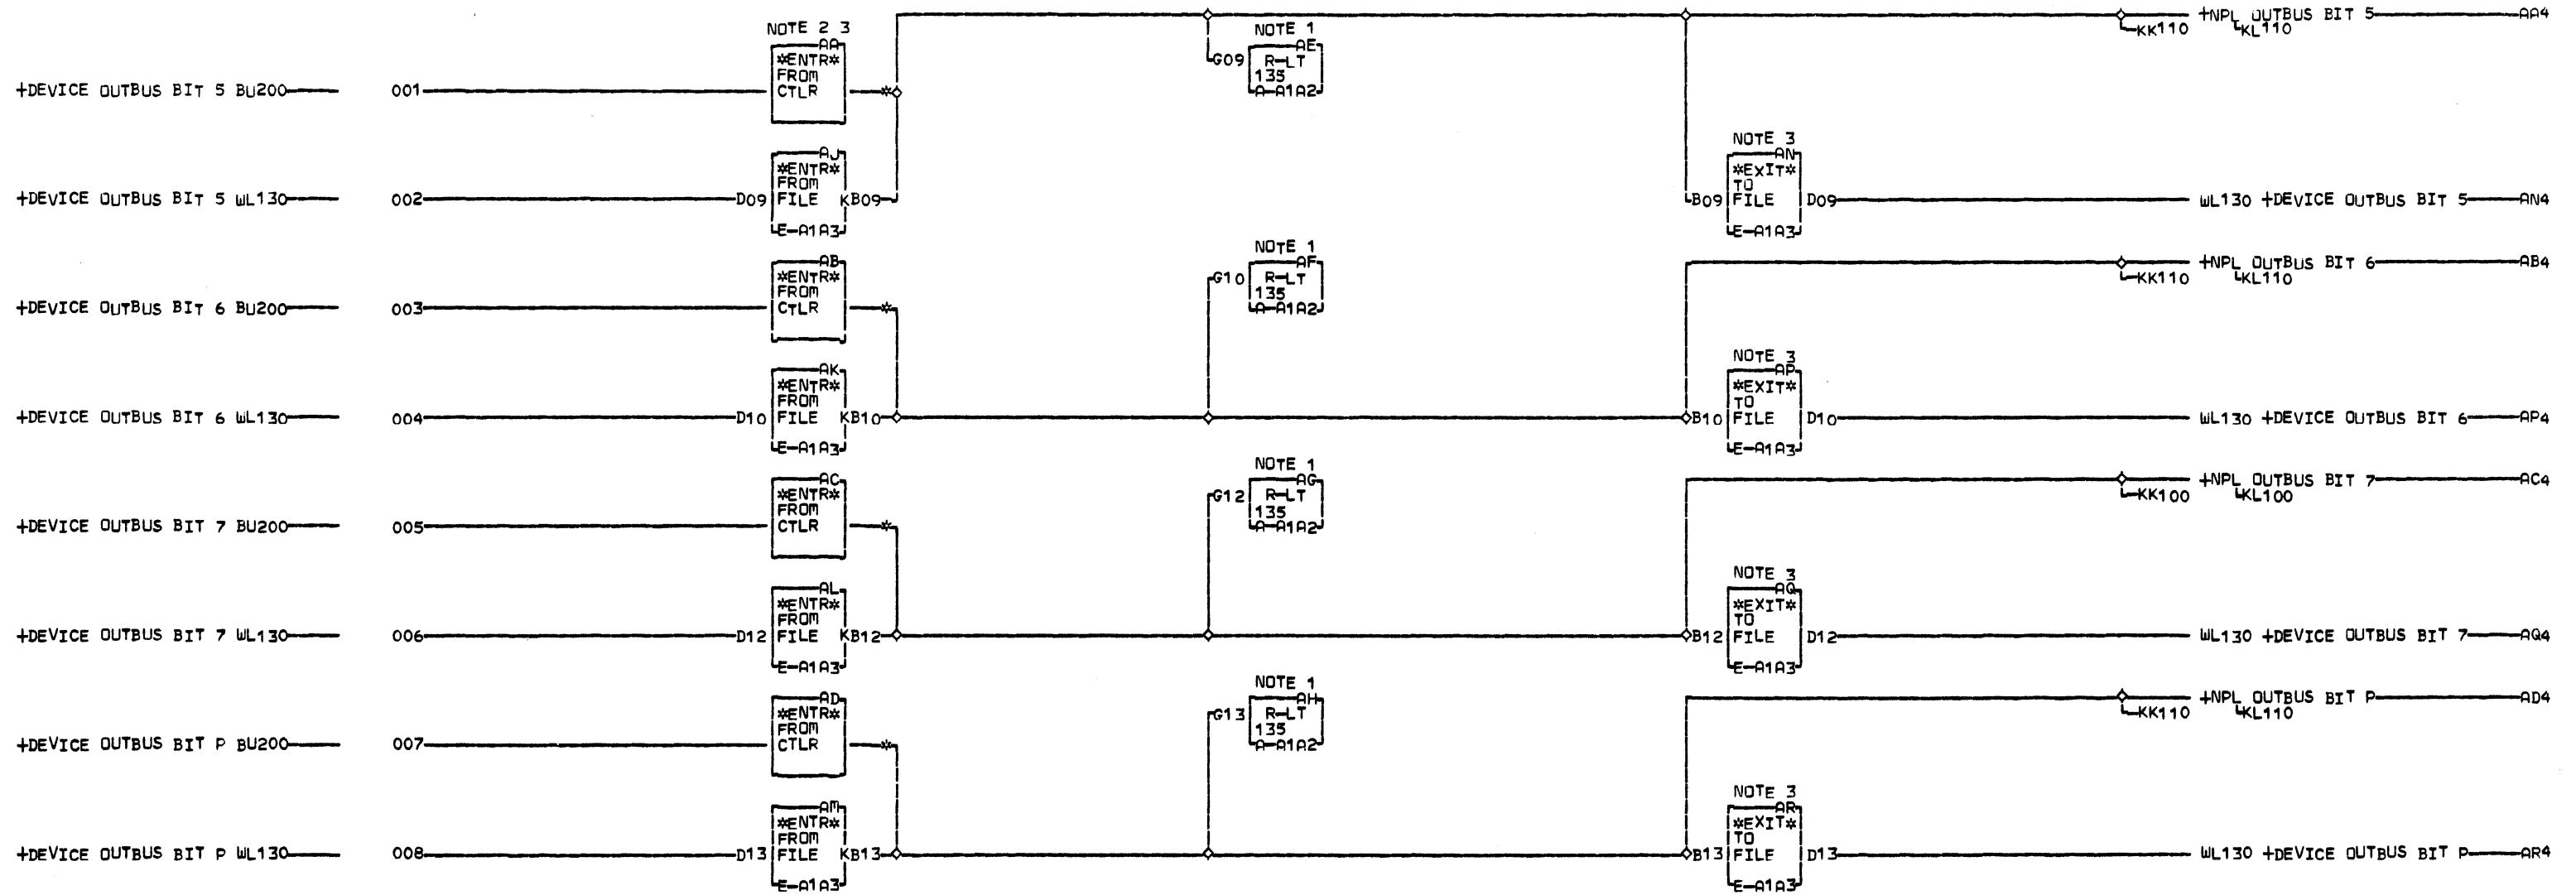 +NPL OUTBUS BIT 5 AA4
KK110 KL110
NOTE 2 3
AA
*ENTR*
FROM
CTLR
NOTE 1
AE
G09 R-LT
135
A-A1A2
+DEVICE OUTBUS BIT 5 BU200 001 *
AJ
*ENTR*
FROM
+DEVICE OUTBUS BIT 5 WL130 002 D09 FILE KB09
E-A1A3
NOTE 3
AN
*EXIT*
TO
B09 FILE D09 WL130 +DEVICE OUTBUS BIT 5 AN4
E-A1A3
NOTE 1
AF
G10 R-LT
135
A-A1A2
+NPL OUTBUS BIT 6 AB4
KK110 KL110
AB
*ENTR*
FROM
+DEVICE OUTBUS BIT 6 BU200 003 CTLR *
AK
*ENTR*
FROM
+DEVICE OUTBUS BIT 6 WL130 004 D10 FILE KB10
E-A1A3
NOTE 3
AP
*EXIT*
TO
B10 FILE D10 WL130 +DEVICE OUTBUS BIT 6 AP4
E-A1A3
NOTE 1
AG
G12 R-LT
135
A-A1A2
+NPL OUTBUS BIT 7 AC4
KK100 KL100
AC
*ENTR*
FROM
+DEVICE OUTBUS BIT 7 BU200 005 CTLR *
AL
*ENTR*
FROM
+DEVICE OUTBUS BIT 7 WL130 006 D12 FILE KB12
E-A1A3
NOTE 3
AQ
*EXIT*
TO
B12 FILE D12 WL130 +DEVICE OUTBUS BIT 7 AQ4
E-A1A3
NOTE 1
AH
G13 R-LT
135
A-A1A2
+NPL OUTBUS BIT P AD4
KK110 KL110
AD
*ENTR*
FROM
+DEVICE OUTBUS BIT P BU200 007 CTLR *
AM
*ENTR*
FROM
+DEVICE OUTBUS BIT P WL130 008 D13 FILE KB13
E-A1A3
NOTE 3
AR
*EXIT*
TO
B13 FILE D13 WL130 +DEVICE OUTBUS BIT P AR4
E-A1A3